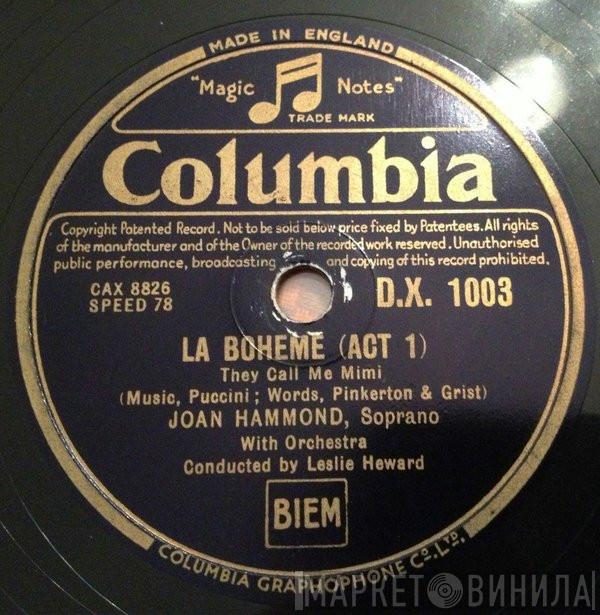 MADE IN ENGLAND
"Magic Notes"
TRADE MARK
Columbia
Copyright Patented Record. Not to be sold below price fixed by Patentees. All rights
of the manufacturer and of the Owner of the recorded work reserved. Unauthorised
public performance, broadcasting and copying of this record prohibited.
CAX 8826
SPEED 78
D.X. 1003
LA BOHEME (ACT 1)
They Call Me Mimi
(Music, Puccini; Words, Pinkerton & Grist)
JOAN HAMMOND, Soprano
With Orchestra
Conducted by Leslie Heward
BIEM
COLUMBIA GRAPHOPHONE CO. LTD.
МАРКЕТ ВИНИЛА